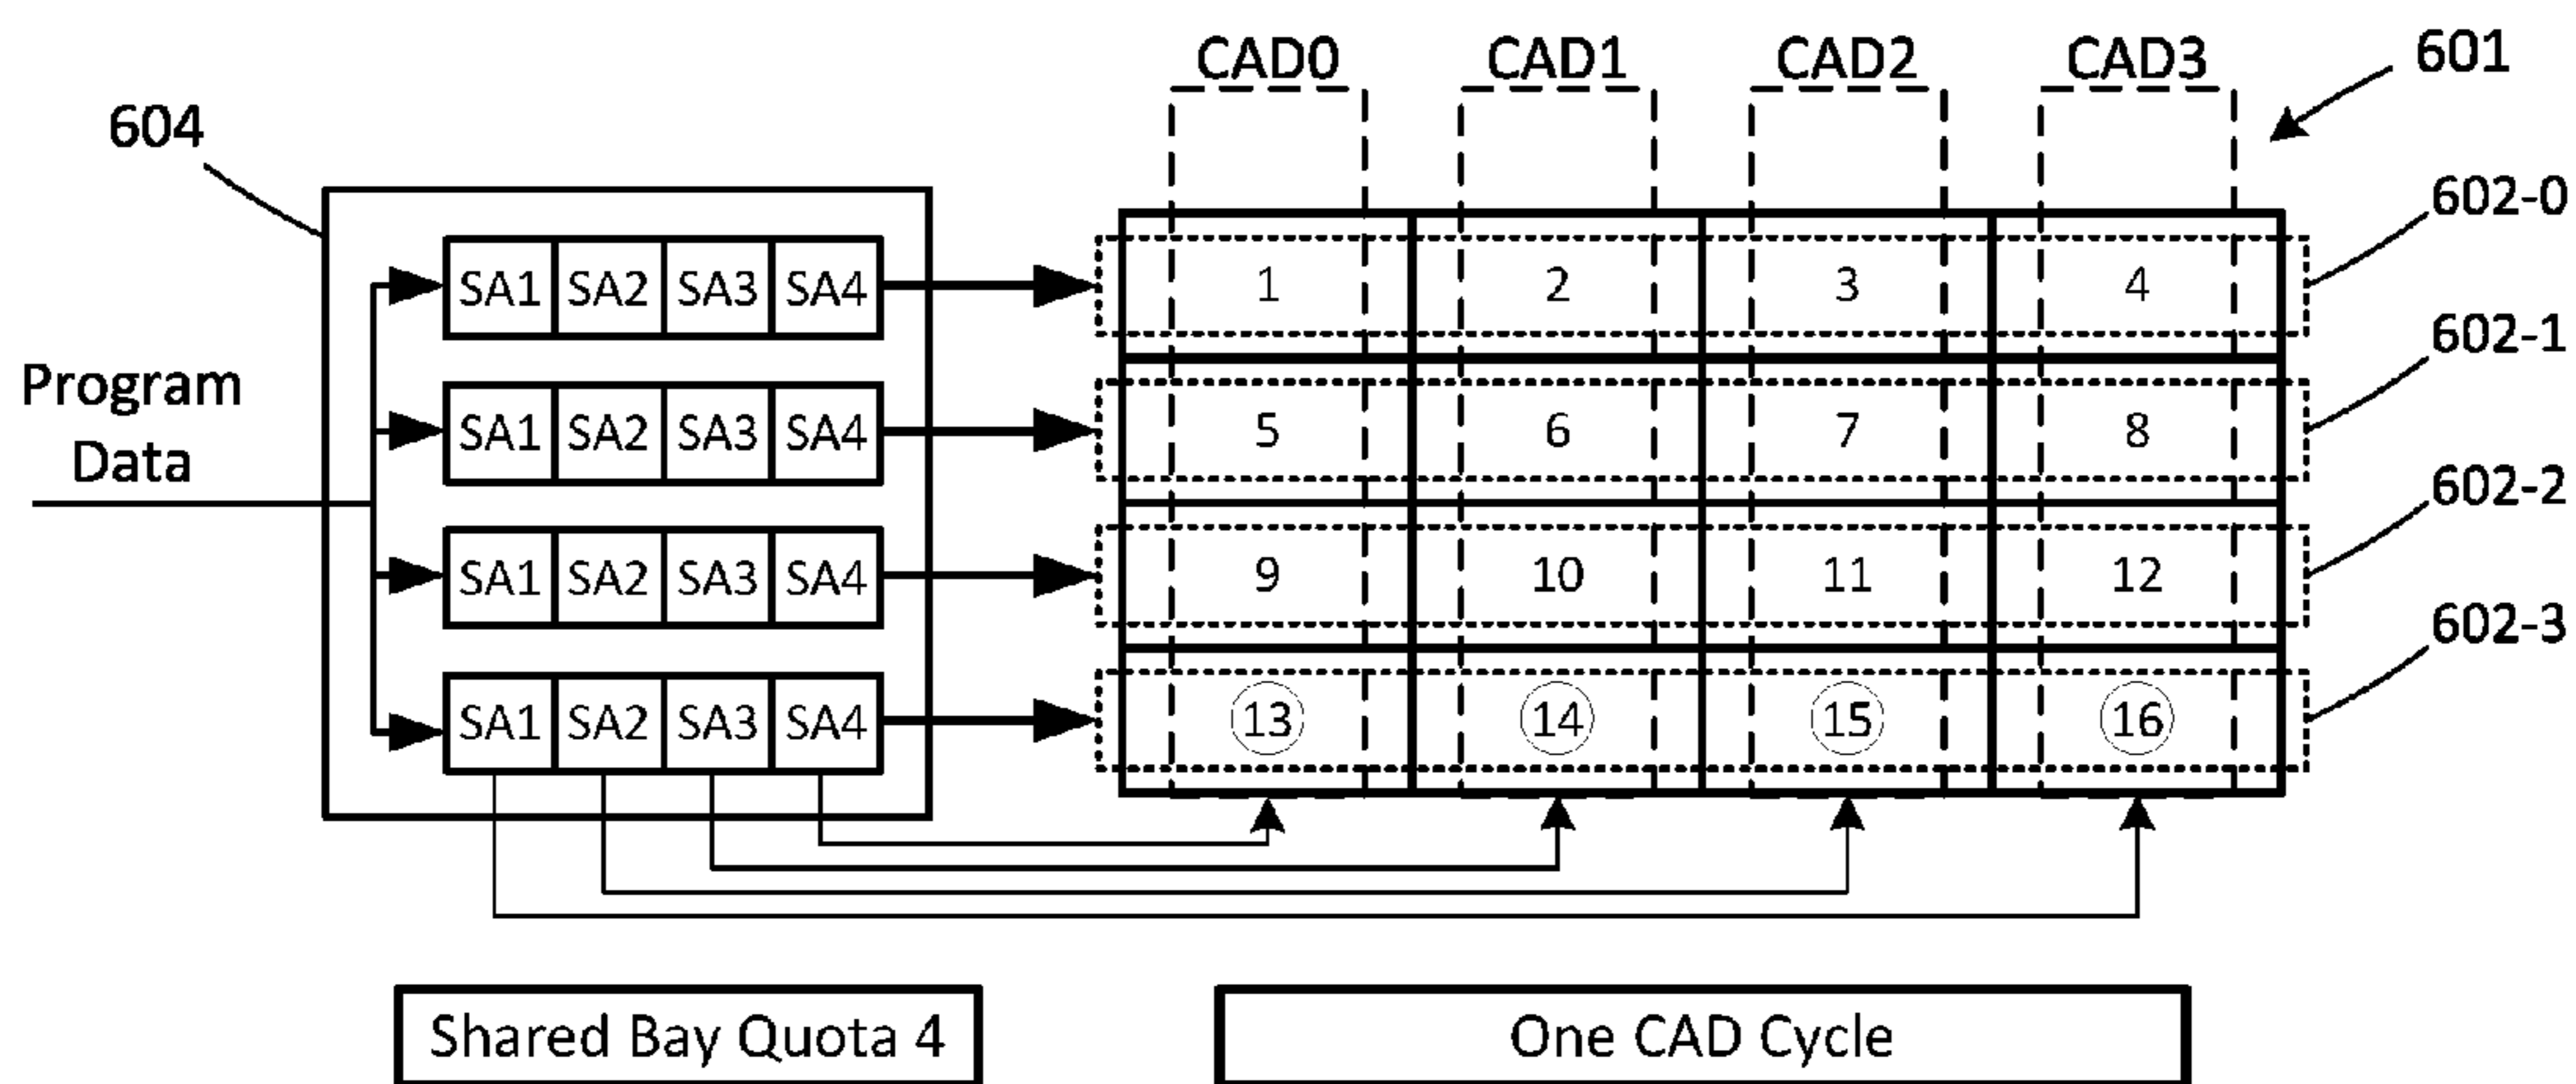 CAD0 CAD1 CAD2 CAD3 601
604
602-0
SA1 SA2 SA3 SA4 1 2 3 4
602-1
Program
Data
SA1 SA2 SA3 SA4 5 6 7 8
602-2
SA1 SA2 SA3 SA4 9 10 11 12
602-3
SA1 SA2 SA3 SA4 13 14 15 16
Shared Bay Quota 4
One CAD Cycle